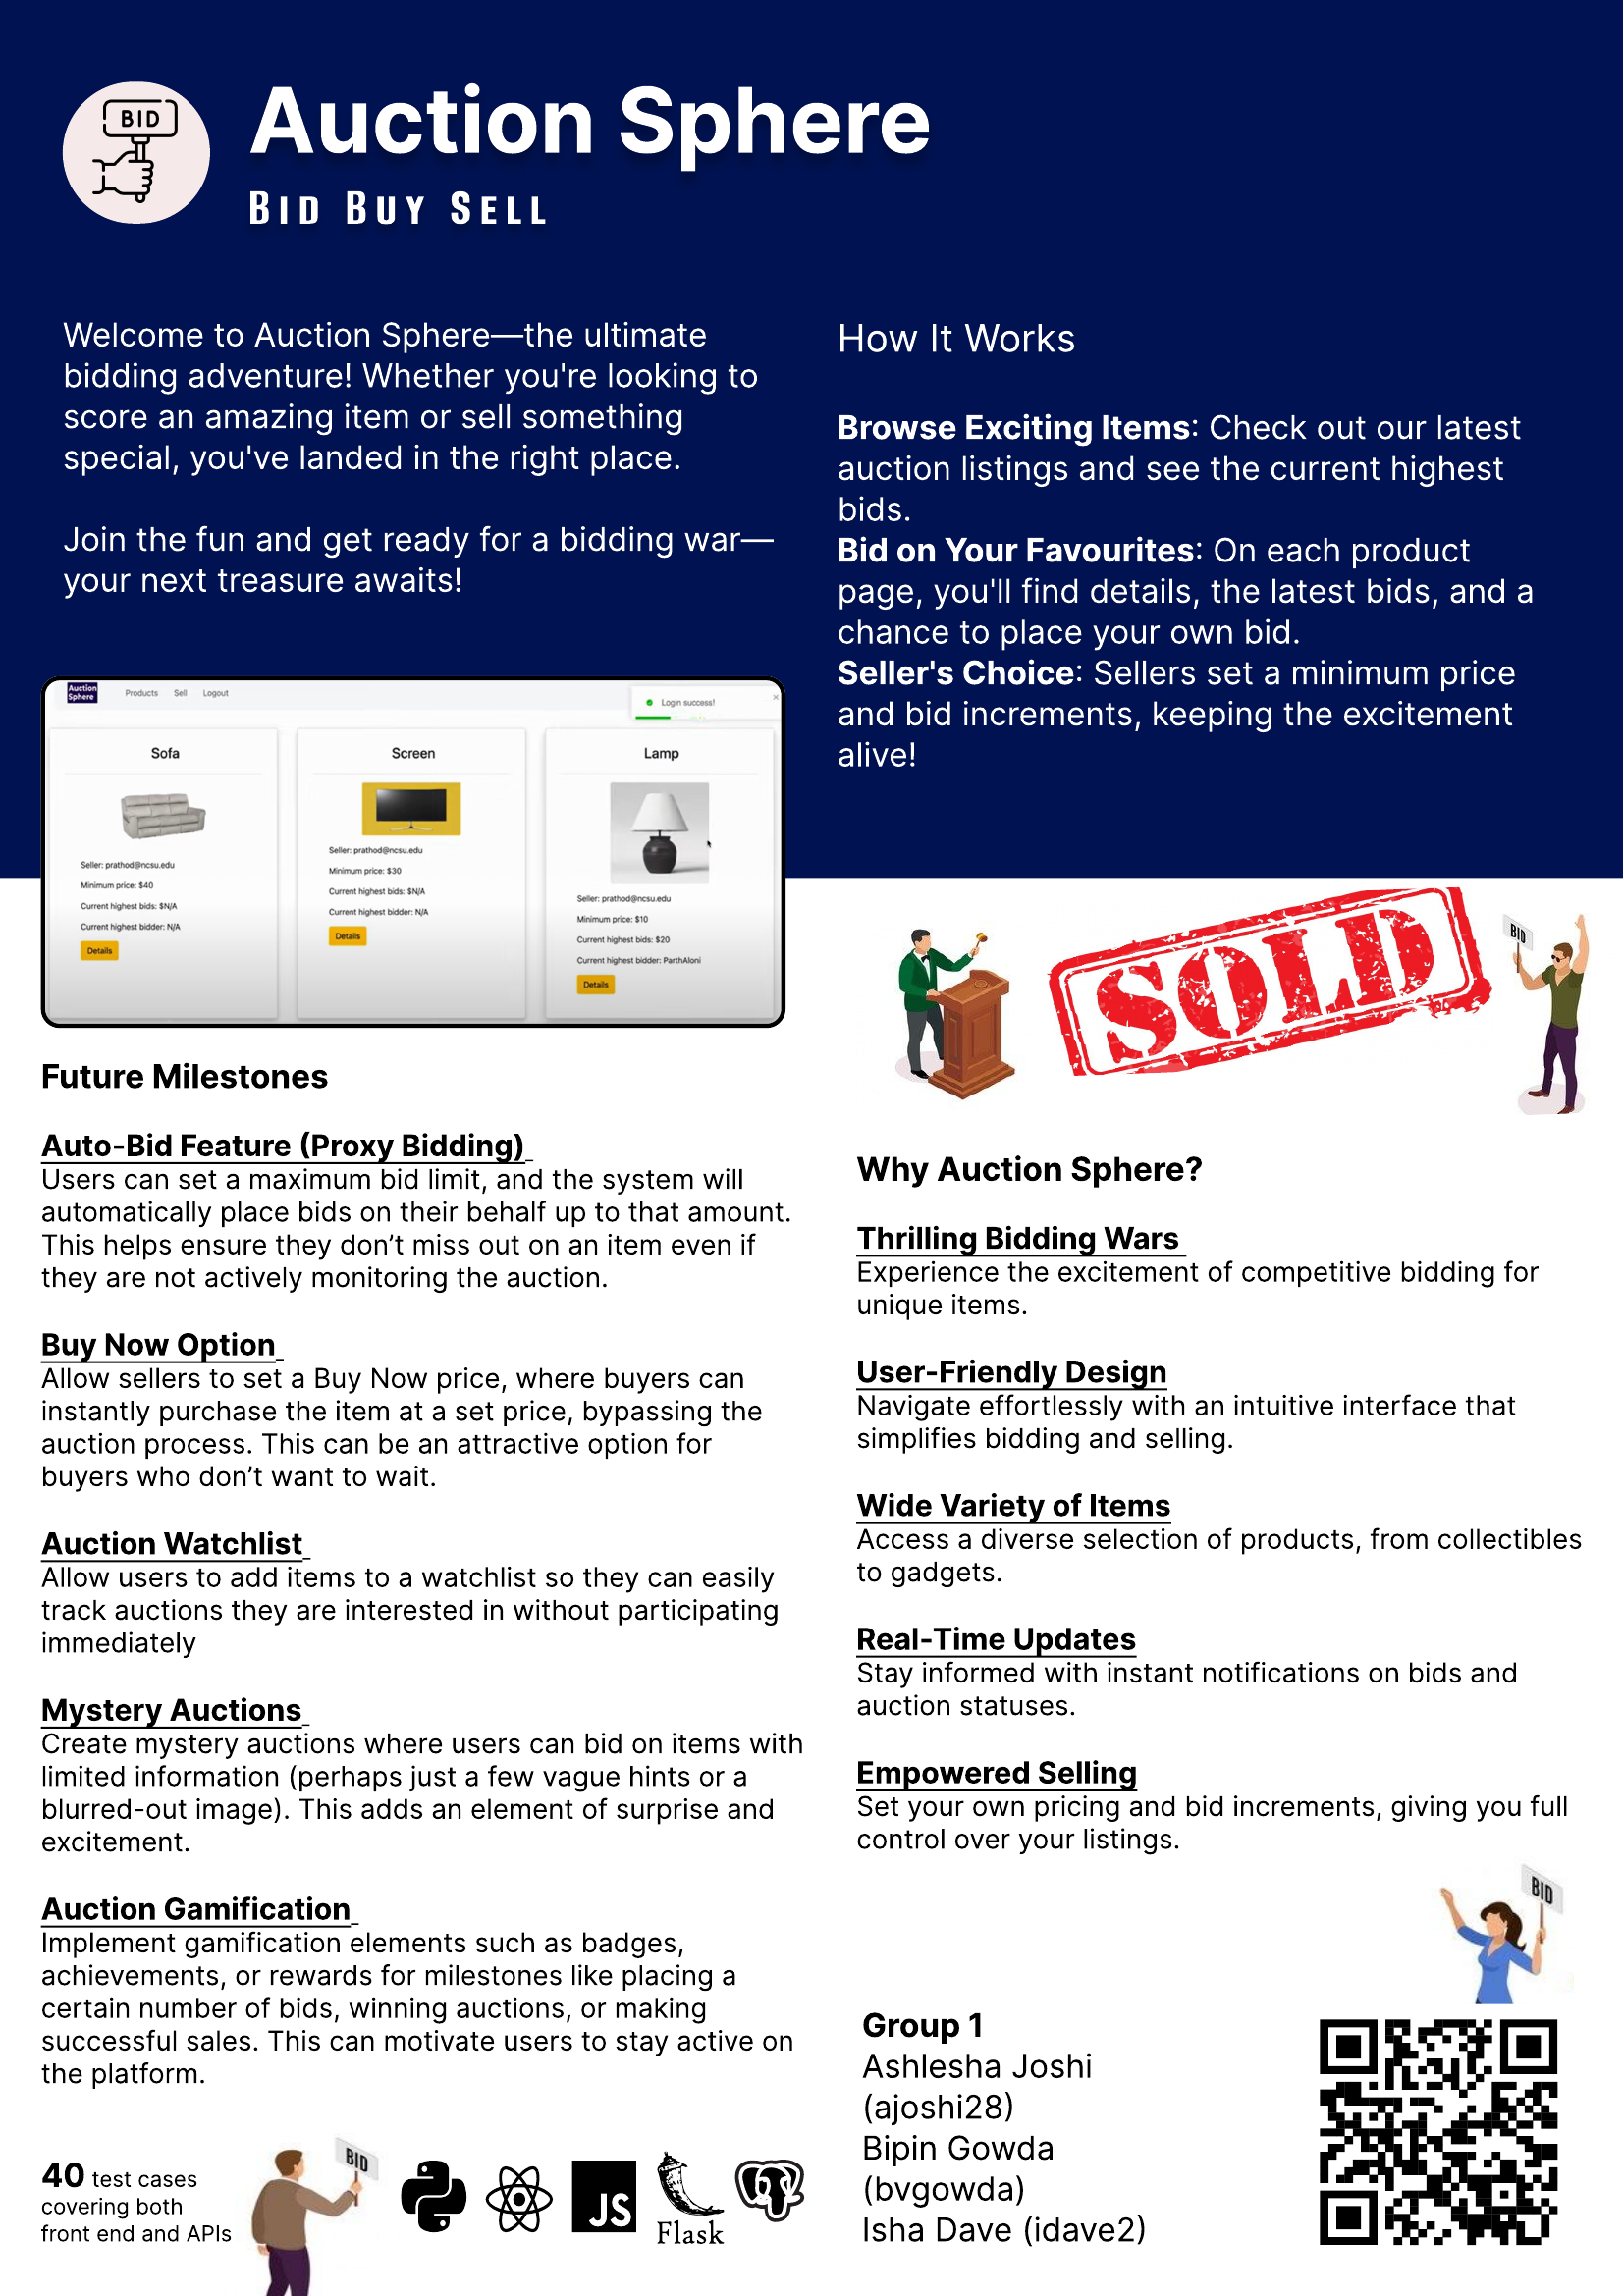 BID
Auction Sphere
BID BUY SELL
Welcome to Auction Sphere—the ultimate
bidding adventure! Whether you're looking to
score an amazing item or sell something
special, you've landed in the right place.
Join the fun and get ready for a bidding war—
your next treasure awaits!
How It Works
Browse Exciting Items: Check out our latest
auction listings and see the current highest
bids.
Bid on Your Favourites: On each product
page, you'll find details, the latest bids, and a
chance to place your own bid.
Seller's Choice: Sellers set a minimum price
and bid increments, keeping the excitement
alive!
Auction
Sphere
Products Sell Logout
Login success!
Sofa
Seller: prathod@ncsu.edu
Minimum price: $40
Current highest bids: $N/A
Current highest bidder: N/A
Details
Screen
Seller: prathod@ncsu.edu
Minimum price: $30
Current highest bids: $N/A
Current highest bidder: N/A
Details
Lamp
Seller: prathod@ncsu.edu
Minimum price: $10
Current highest bids: $20
Current highest bidder: ParthAloni
Details
SOLD
BID
Future Milestones
Auto-Bid Feature (Proxy Bidding)
Users can set a maximum bid limit, and the system will
automatically place bids on their behalf up to that amount.
This helps ensure they don’t miss out on an item even if
they are not actively monitoring the auction.
Buy Now Option
Allow sellers to set a Buy Now price, where buyers can
instantly purchase the item at a set price, bypassing the
auction process. This can be an attractive option for
buyers who don’t want to wait.
Auction Watchlist
Allow users to add items to a watchlist so they can easily
track auctions they are interested in without participating
immediately
Mystery Auctions
Create mystery auctions where users can bid on items with
limited information (perhaps just a few vague hints or a
blurred-out image). This adds an element of surprise and
excitement.
Auction Gamification
Implement gamification elements such as badges,
achievements, or rewards for milestones like placing a
certain number of bids, winning auctions, or making
successful sales. This can motivate users to stay active on
the platform.
40 test cases
covering both
front end and APIs
BID
JS
Flask
Why Auction Sphere?
Thrilling Bidding Wars
Experience the excitement of competitive bidding for
unique items.
User-Friendly Design
Navigate effortlessly with an intuitive interface that
simplifies bidding and selling.
Wide Variety of Items
Access a diverse selection of products, from collectibles
to gadgets.
Real-Time Updates
Stay informed with instant notifications on bids and
auction statuses.
Empowered Selling
Set your own pricing and bid increments, giving you full
control over your listings.
BID
Group 1
Ashlesha Joshi
(ajoshi28)
Bipin Gowda
(bvgowda)
Isha Dave (idave2)